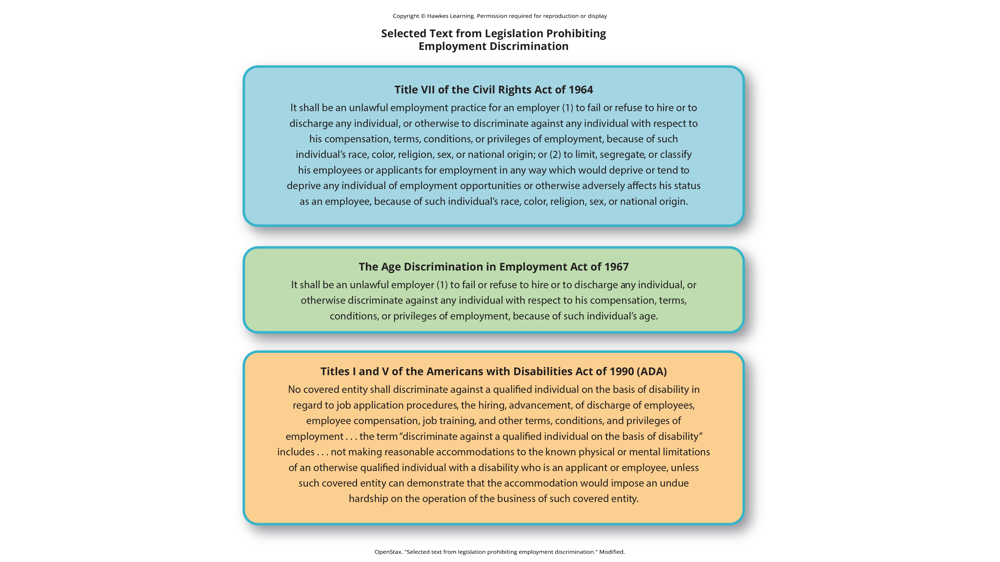 Copyright © Hawkes Learning. Permission required for reproduction or display
Selected Text from Legislation Prohibiting
Employment Discrimination
Title VII of the Civil Rights Act of 1964
It shall be an unlawful employment practice for an employer (1) to fail or refuse to hire or to
discharge any individual, or otherwise to discriminate against any individual with respect to
his compensation, terms, conditions, or privileges of employment, because of such
individual’s race, color, religion, sex, or national origin; or (2) to limit, segregate, or classify
his employees or applicants for employment in any way which would deprive or tend to
deprive any individual of employment opportunities or otherwise adversely affects his status
as an employee, because of such individual’s race, color, religion, sex, or national origin.
The Age Discrimination in Employment Act of 1967
It shall be an unlawful employer (1) to fail or refuse to hire or to discharge any individual, or
otherwise discriminate against any individual with respect to his compensation, terms,
conditions, or privileges of employment, because of such individual’s age.
Titles I and V of the Americans with Disabilities Act of 1990 (ADA)
No covered entity shall discriminate against a qualified individual on the basis of disability in
regard to job application procedures, the hiring, advancement, of discharge of employees,
employee compensation, job training, and other terms, conditions, and privileges of
employment . . . the term “discriminate against a qualified individual on the basis of disability”
includes . . . not making reasonable accommodations to the known physical or mental limitations
of an otherwise qualified individual with a disability who is an applicant or employee, unless
such covered entity can demonstrate that the accommodation would impose an undue
hardship on the operation of the business of such covered entity.
OpenStax. "Selected text from legislation prohibiting employment discrimination." Modified.